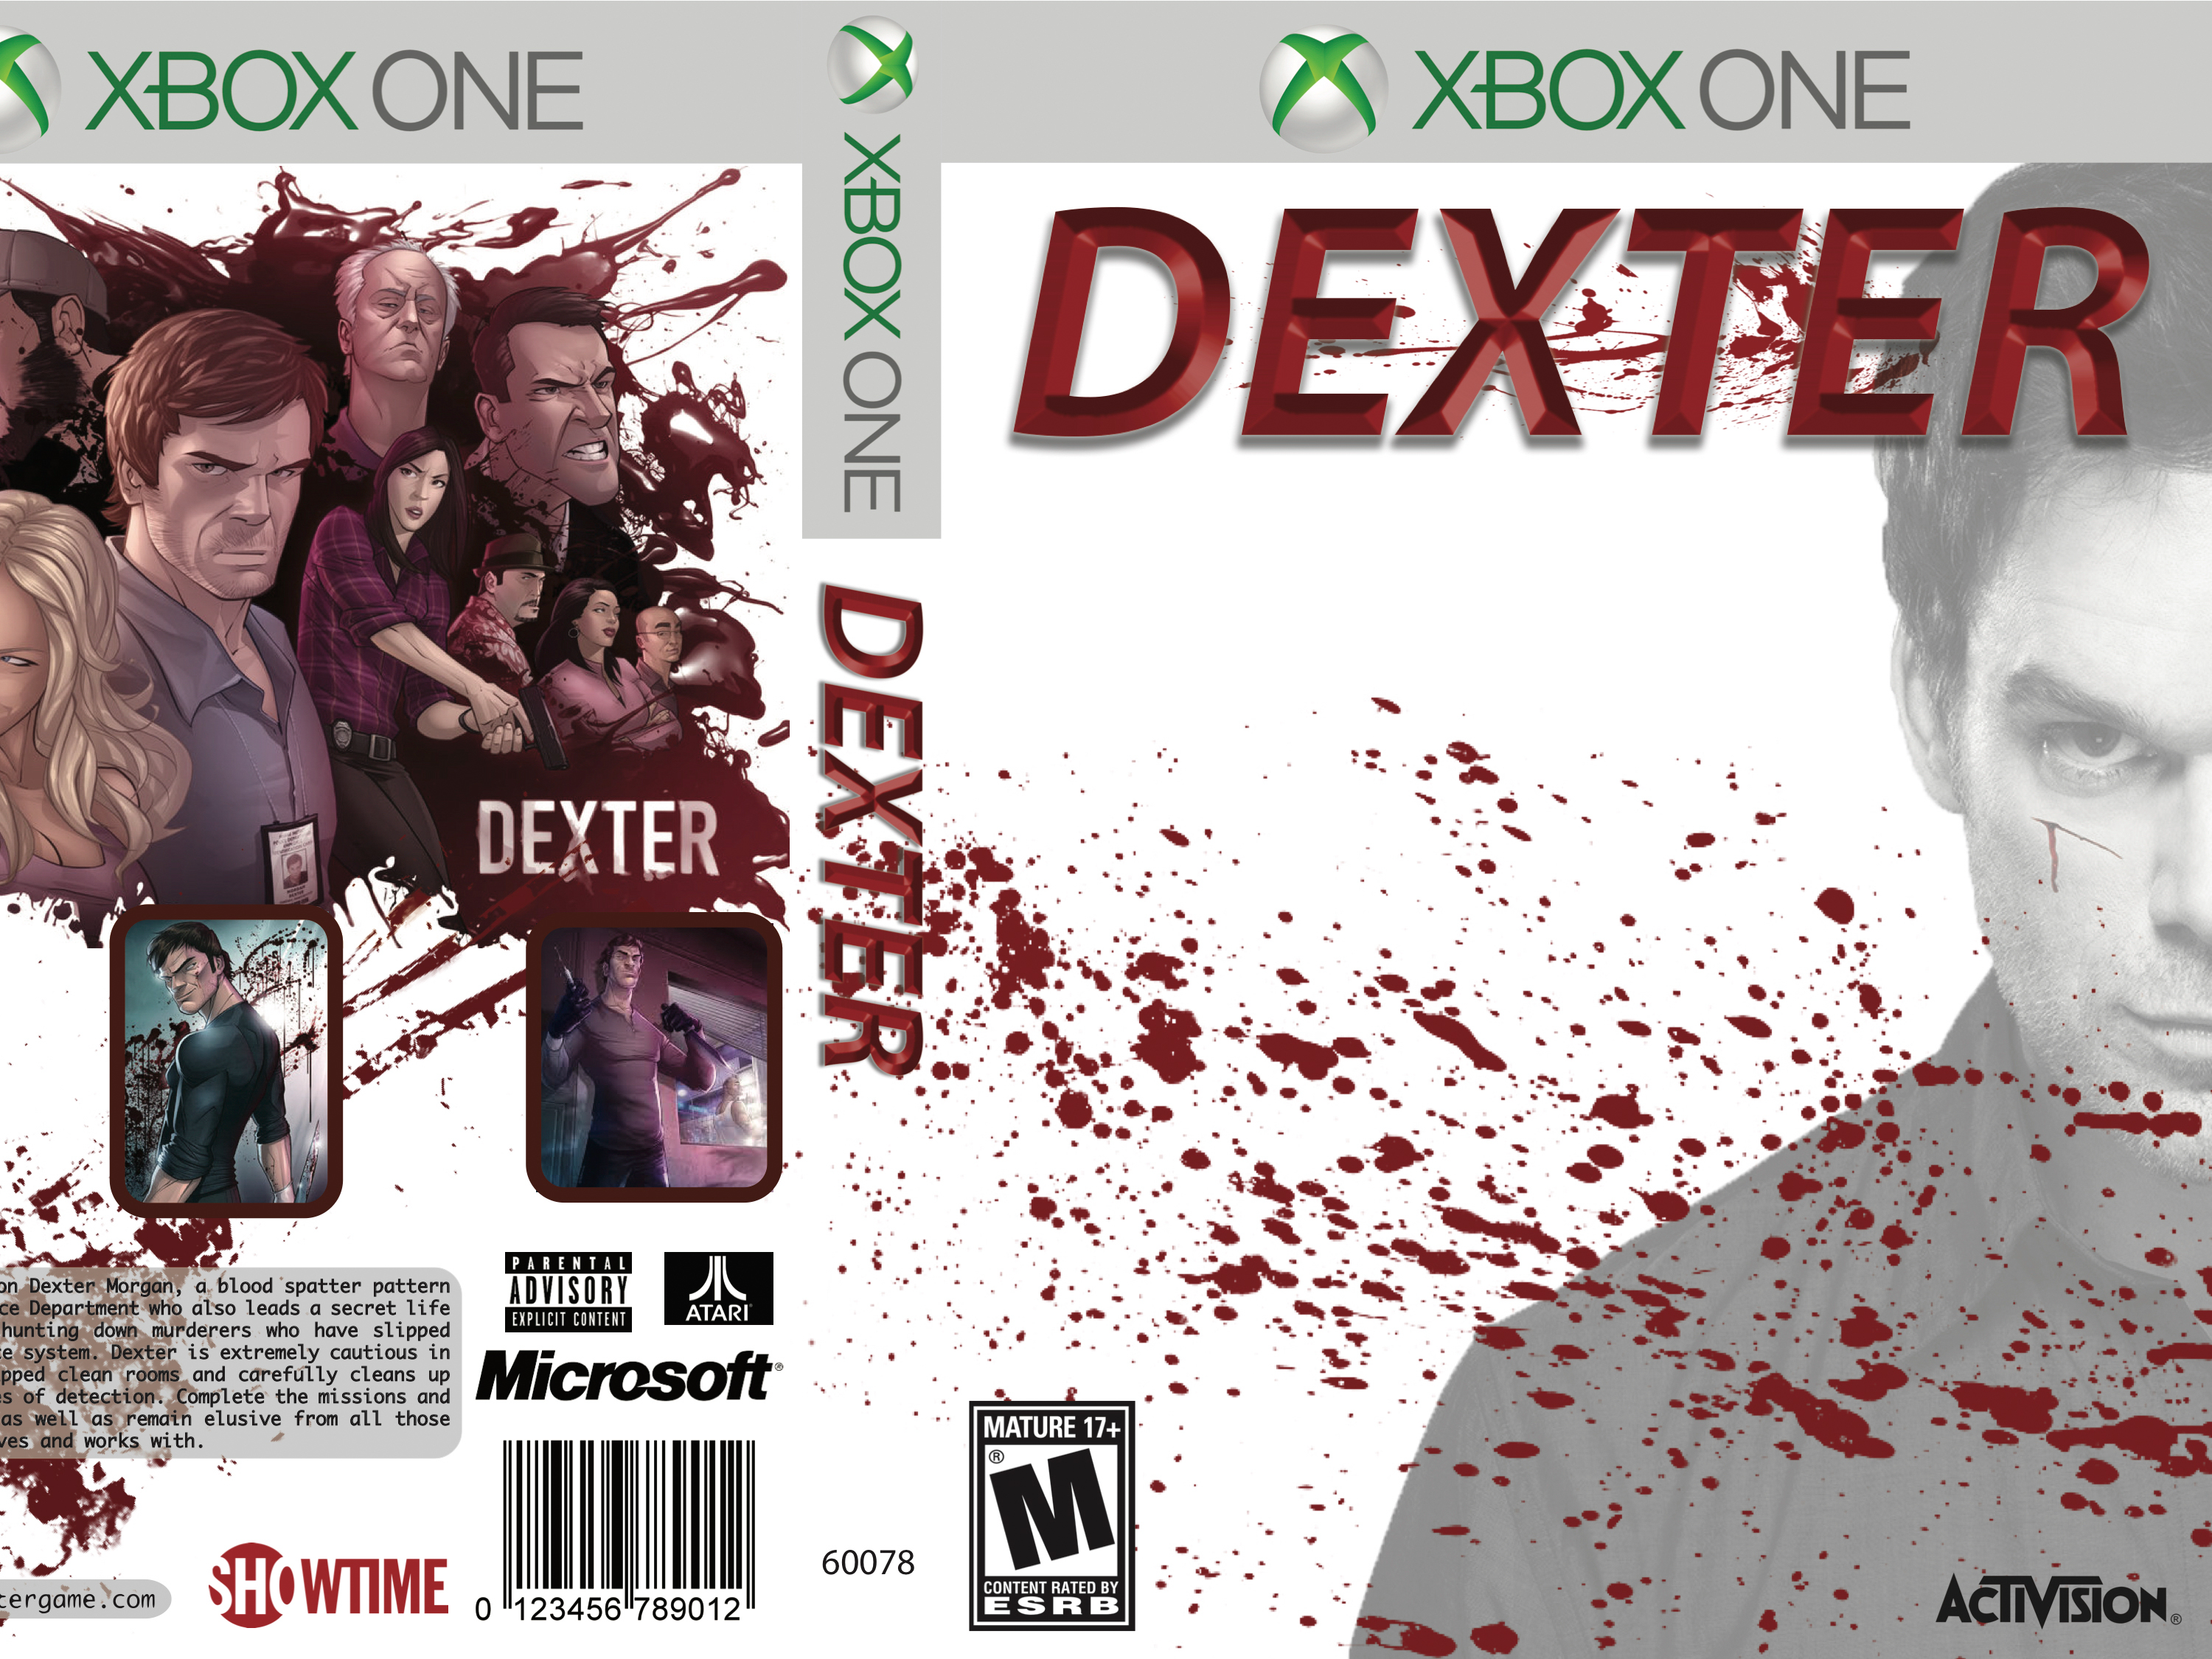 XBOX ONE
DEXTER
on Dexter Morgan, a blood spatter pattern
ce Department who also leads a secret life
hunting down murderers who have slipped
ce system. Dexter is extremely cautious in
pped clean rooms and carefully cleans up
es of detection. Complete the missions and
as well as remain elusive from all those
ves and works with.
tergame.com
SHOWTIME
PARENTAL
ADVISORY
EXPLICIT CONTENT
ATARI
Microsoft®
0 123456 789012
XBOX ONE
DEXTER
60078
XBOX ONE
DEXTER
MATURE 17+
M®
CONTENT RATED BY
ESRB
ACTIVISION®